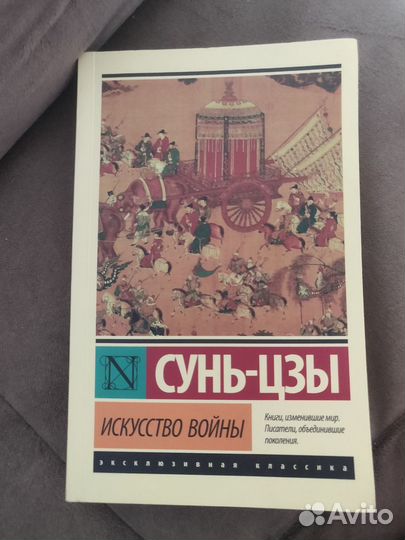 N
СУНЬ-ЦЗЫ
ИСКУССТВО ВОЙНЫ
Книги, изменившие мир.
Писатели, объединившие
поколения.
эксклюзивная классика
Avito